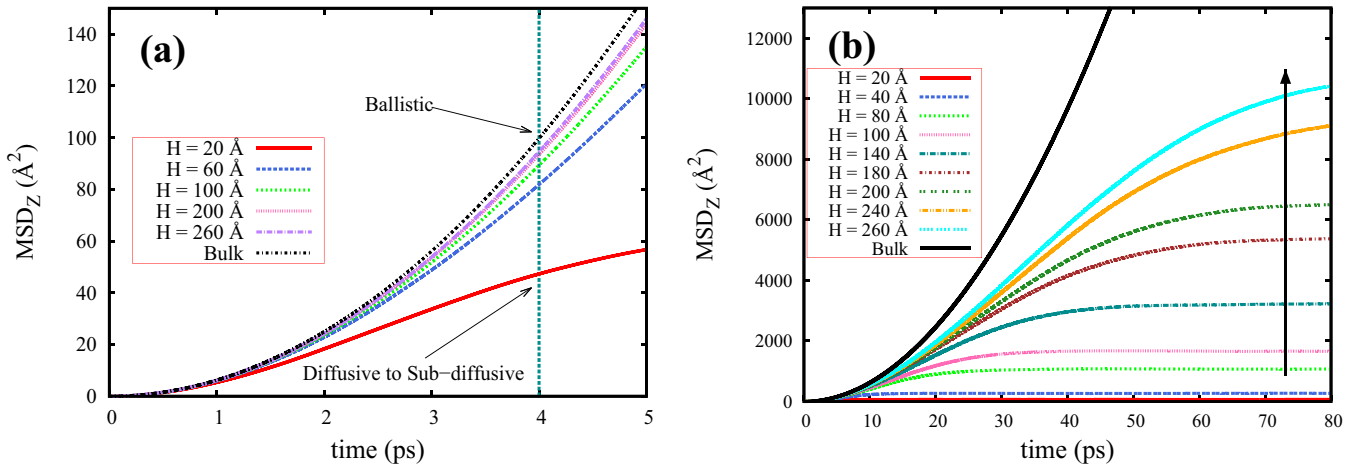 (a)
MSD_Z (Å²)
140
120
100
80
60
40
20
0
Ballistic
H = 20 Å
H = 60 Å
H = 100 Å
H = 200 Å
H = 260 Å
Bulk
Diffusive to Sub−diffusive
0 1 2 3 4 5
time (ps)
(b)
MSD_Z (Å²)
12000
10000
8000
6000
4000
2000
0
H = 20 Å
H = 40 Å
H = 80 Å
H = 100 Å
H = 140 Å
H = 180 Å
H = 200 Å
H = 240 Å
H = 260 Å
Bulk
0 10 20 30 40 50 60 70 80
time (ps)